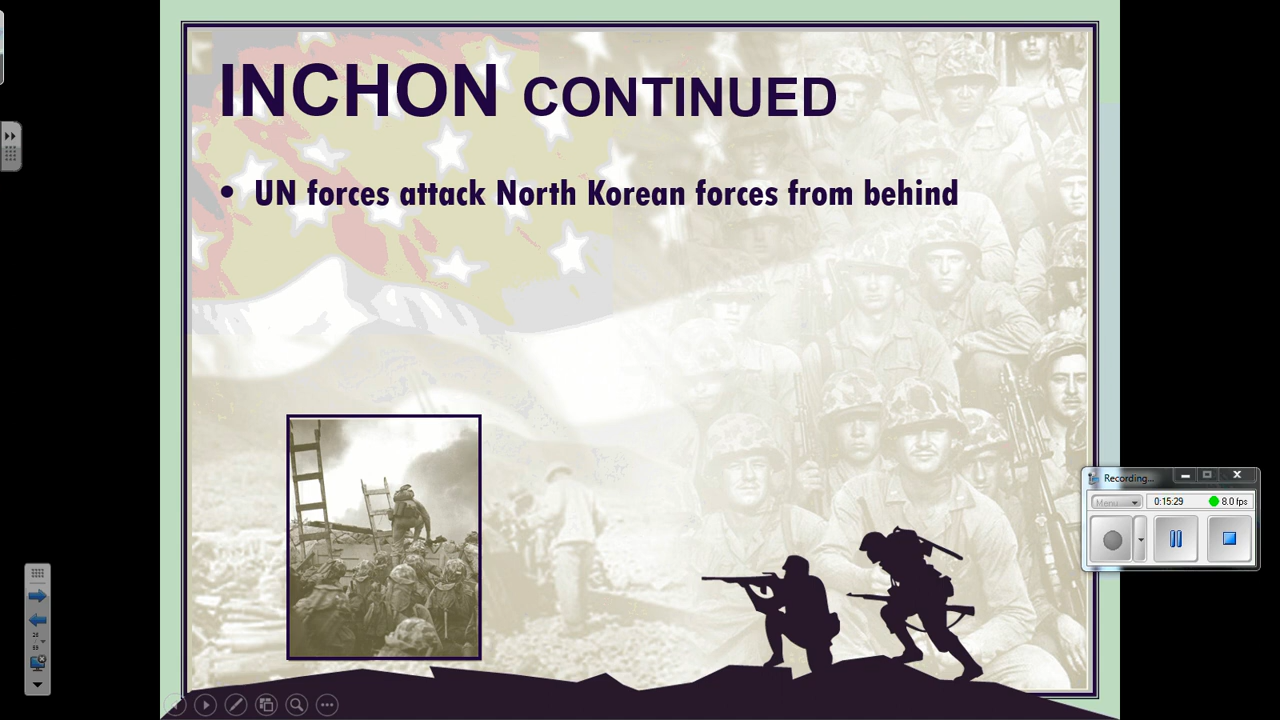 INCHON CONTINUED
• UN forces attack North Korean forces from behind
Recording...
Menu
0:15:29
8.0 fps